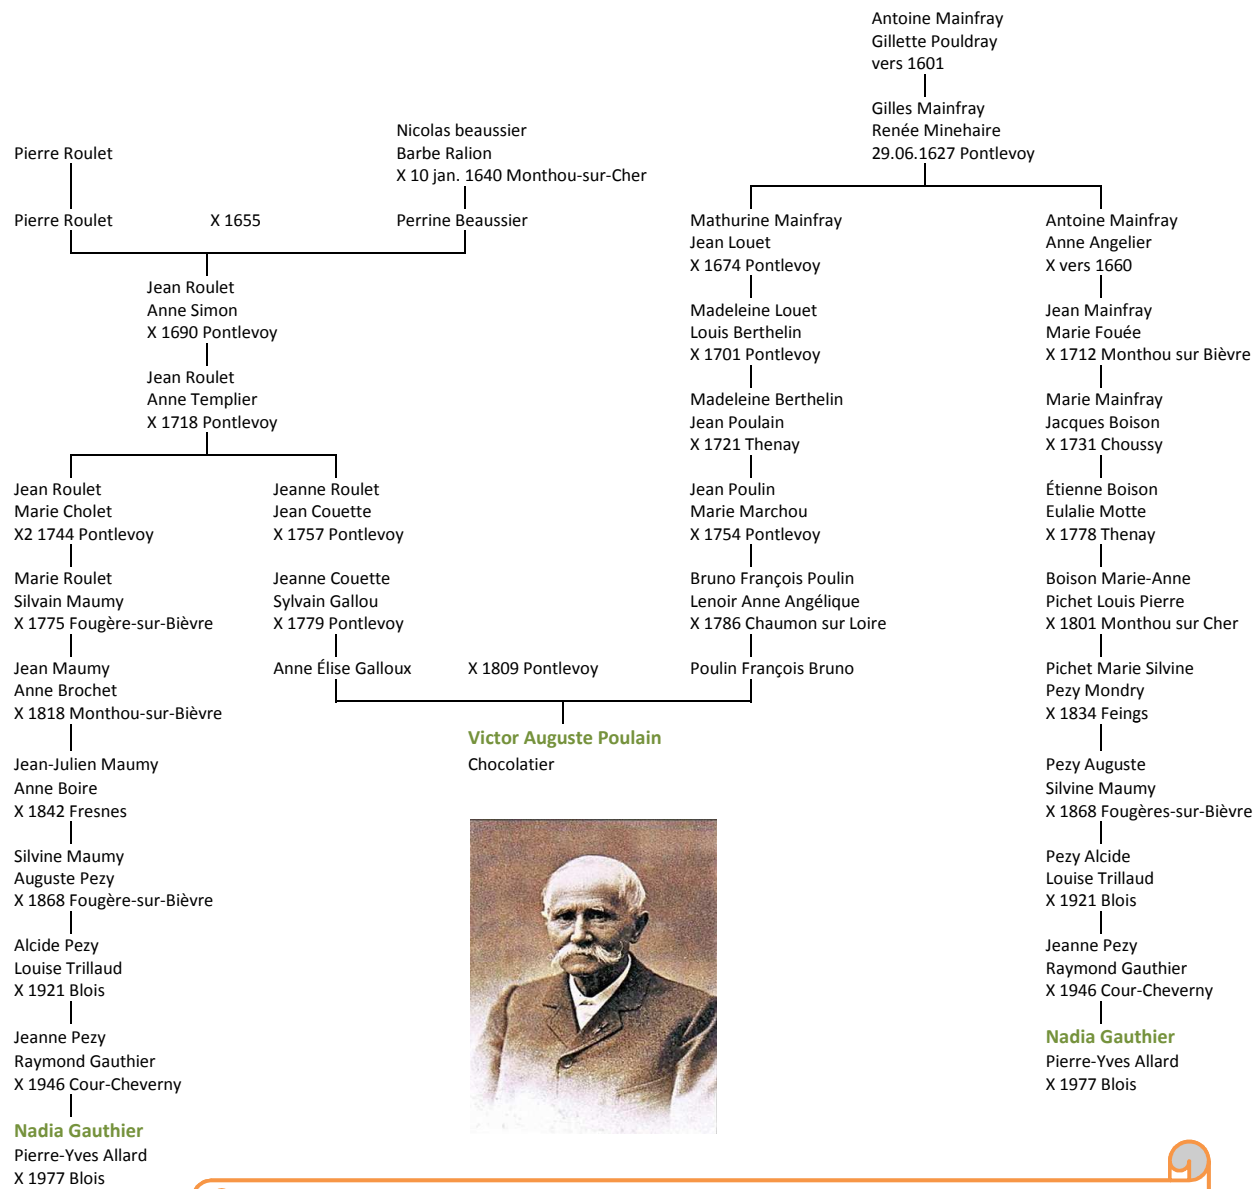 Antoine Mainfray
Gillette Pouldray
vers 1601
Gilles Mainfray
Renée Minehaire
29.06.1627 Pontlevoy
Nicolas beaussier
Barbe Ralion
X 10 jan. 1640 Monthou-sur-Cher
Pierre Roulet
Pierre Roulet
X 1655
Perrine Beaussier
Jean Roulet
Anne Simon
X 1690 Pontlevoy
Jean Roulet
Anne Templier
X 1718 Pontlevoy
Jean Roulet
Marie Cholet
X2 1744 Pontlevoy
Marie Roulet
Silvain Maumy
X 1775 Fougère-sur-Bièvre
Jean Maumy
Anne Brochet
X 1818 Monthou-sur-Bièvre
Jean-Julien Maumy
Anne Boire
X 1842 Fresnes
Silvine Maumy
Auguste Pezy
X 1868 Fougère-sur-Bièvre
Alcide Pezy
Louise Trillaud
X 1921 Blois
Jeanne Pezy
Raymond Gauthier
X 1946 Cour-Cheverny
Nadia Gauthier
Pierre-Yves Allard
X 1977 Blois
Jeanne Roulet
Jean Couette
X 1757 Pontlevoy
Jeanne Couette
Sylvain Gallou
X 1779 Pontlevoy
Anne Élise Galloux
X 1809 Pontlevoy
Poulin François Bruno
Victor Auguste Poulain
Chocolatier
Mathurine Mainfray
Jean Louet
X 1674 Pontlevoy
Madeleine Louet
Louis Berthelin
X 1701 Pontlevoy
Madeleine Berthelin
Jean Poulain
X 1721 Thenay
Jean Poulin
Marie Marchou
X 1754 Pontlevoy
Bruno François Poulin
Lenoir Anne Angélique
X 1786 Chaumon sur Loire
Antoine Mainfray
Anne Angelier
X vers 1660
Jean Mainfray
Marie Fouée
X 1712 Monthou sur Bièvre
Marie Mainfray
Jacques Boison
X 1731 Choussy
Étienne Boison
Eulalie Motte
X 1778 Thenay
Boison Marie-Anne
Pichet Louis Pierre
X 1801 Monthou sur Cher
Pichet Marie Silvine
Pezy Mondry
X 1834 Feings
Pezy Auguste
Silvine Maumy
X 1868 Fougères-sur-Bièvre
Pezy Alcide
Louise Trillaud
X 1921 Blois
Jeanne Pezy
Raymond Gauthier
X 1946 Cour-Cheverny
Nadia Gauthier
Pierre-Yves Allard
X 1977 Blois